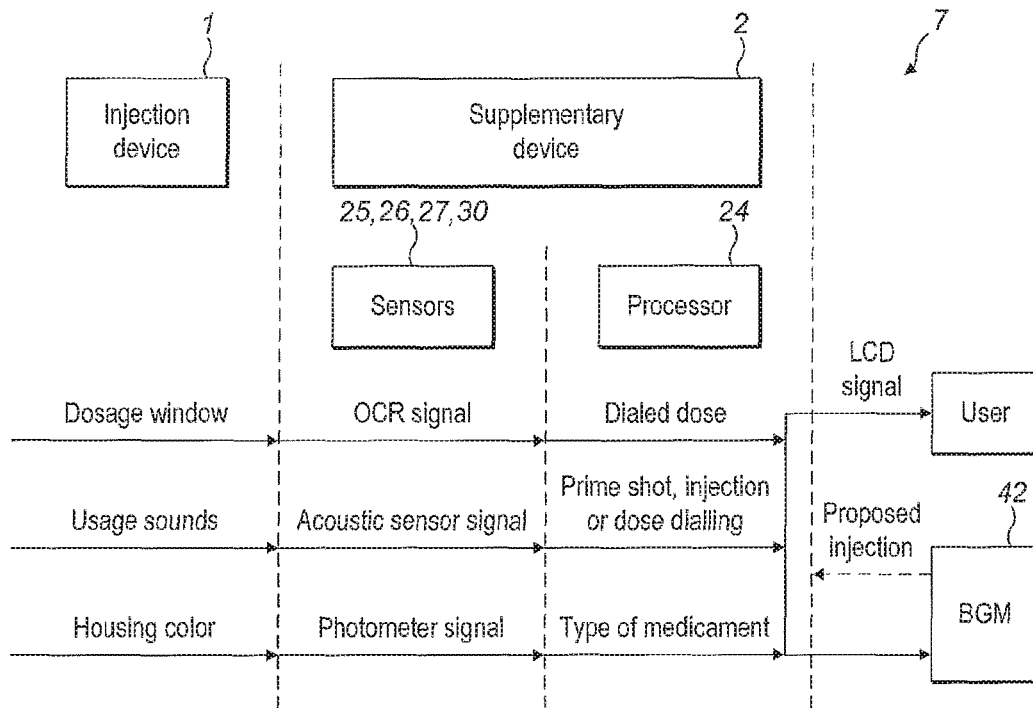 1
2
7
Injection
device
Supplementary
device
25, 26, 27, 30
24
Sensors
Processor
LCD
signal
User
Dosage window
OCR signal
Dialed dose
Prime shot, injection
or dose dialling
Usage sounds
Acoustic sensor signal
Proposed
injection
42
BGM
Housing color
Photometer signal
Type of medicament